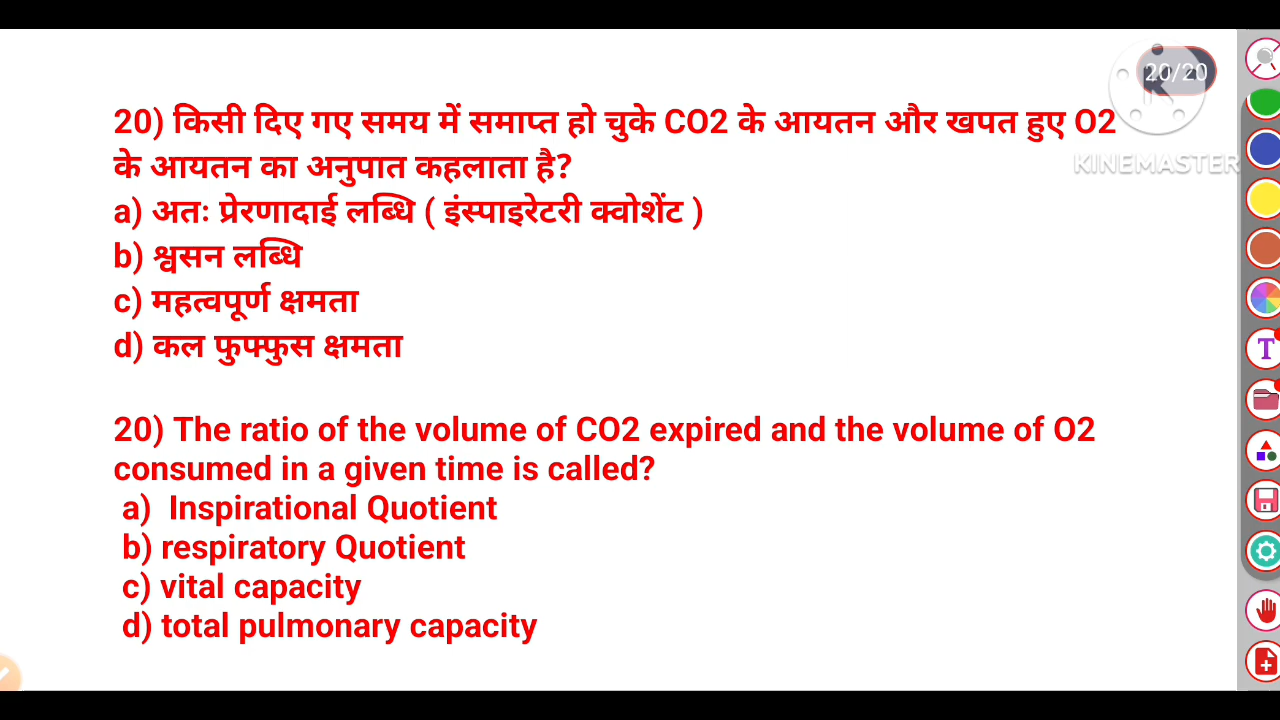 20/20
KINEMASTER
20) किसी दिए गए समय में समाप्त हो चुके CO2 के आयतन और खपत हुए O2
के आयतन का अनुपात कहलाता है?
a) अतः प्रेरणादाई लब्धि ( इंस्पाइरेटरी क्वोशेंट )
b) श्वसन लब्धि
c) महत्वपूर्ण क्षमता
d) कल फुफ्फुस क्षमता
20) The ratio of the volume of CO2 expired and the volume of O2
consumed in a given time is called?
a) Inspirational Quotient
b) respiratory Quotient
c) vital capacity
d) total pulmonary capacity
T